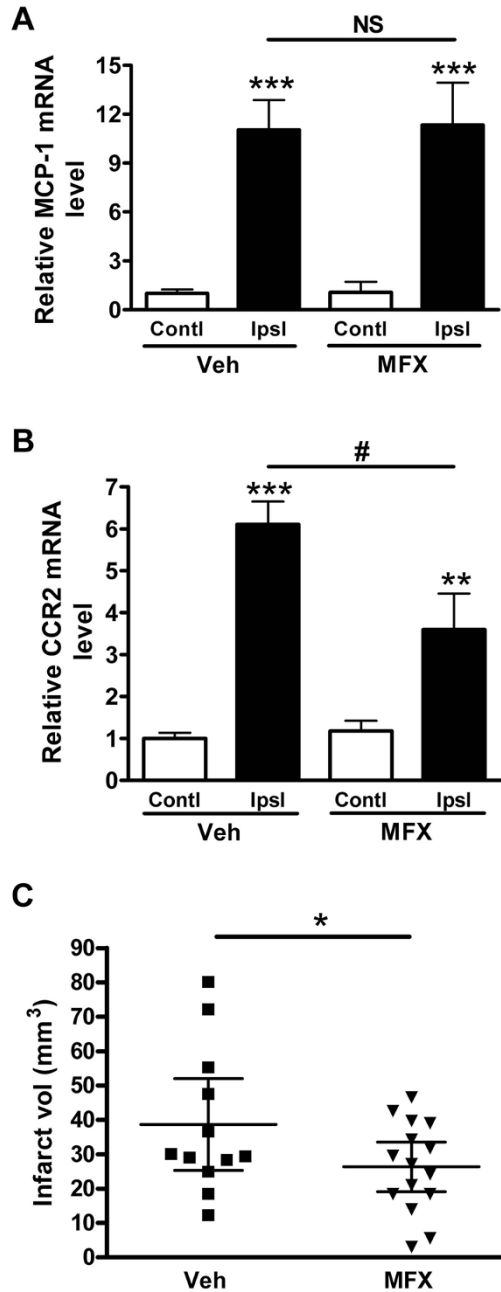 A
NS
***
***
15
12
9
6
3
0
Relative MCP-1 mRNA
level
Contl Ipsl Contl Ipsl
Veh MFX
B
#
***
**
7
6
5
4
3
2
1
0
Relative CCR2 mRNA
level
Contl Ipsl Contl Ipsl
Veh MFX
C
*
90
80
70
60
50
40
30
20
10
0
Infarct vol (mm³)
Veh MFX